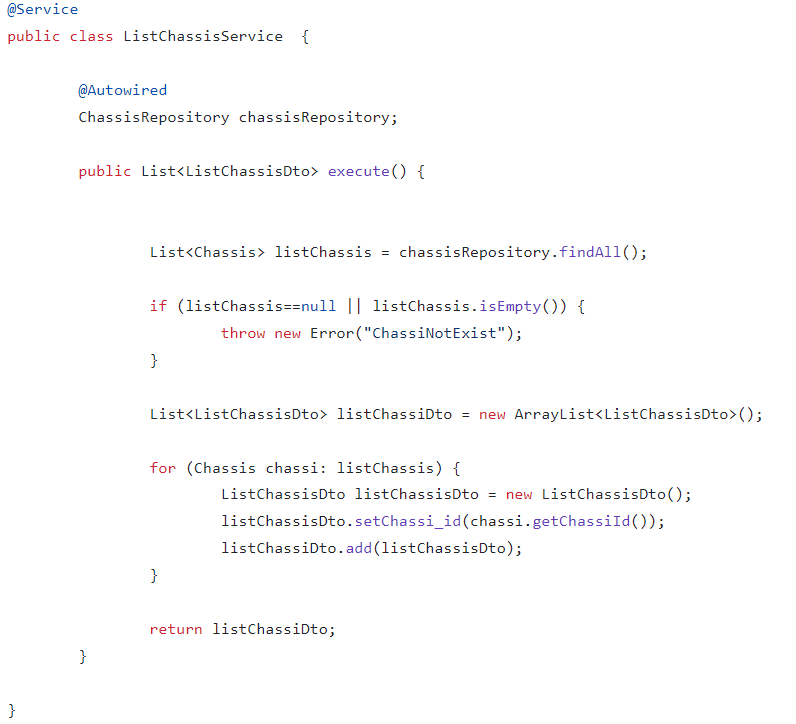 @Service
public class ListChassisService  {
@Autowired
ChassisRepository chassisRepository;
public List<ListChassisDto> execute() {
List<Chassis> listChassis = chassisRepository.findAll();
if (listChassis==null || listChassis.isEmpty()) {
throw new Error("ChassiNotExist");
}
List<ListChassisDto> listChassiDto = new ArrayList<ListChassisDto>();
for (Chassis chassi: listChassis) {
ListChassisDto listChassisDto = new ListChassisDto();
listChassisDto.setChassi_id(chassi.getChassiId());
listChassiDto.add(listChassisDto);
}
return listChassiDto;
}
}